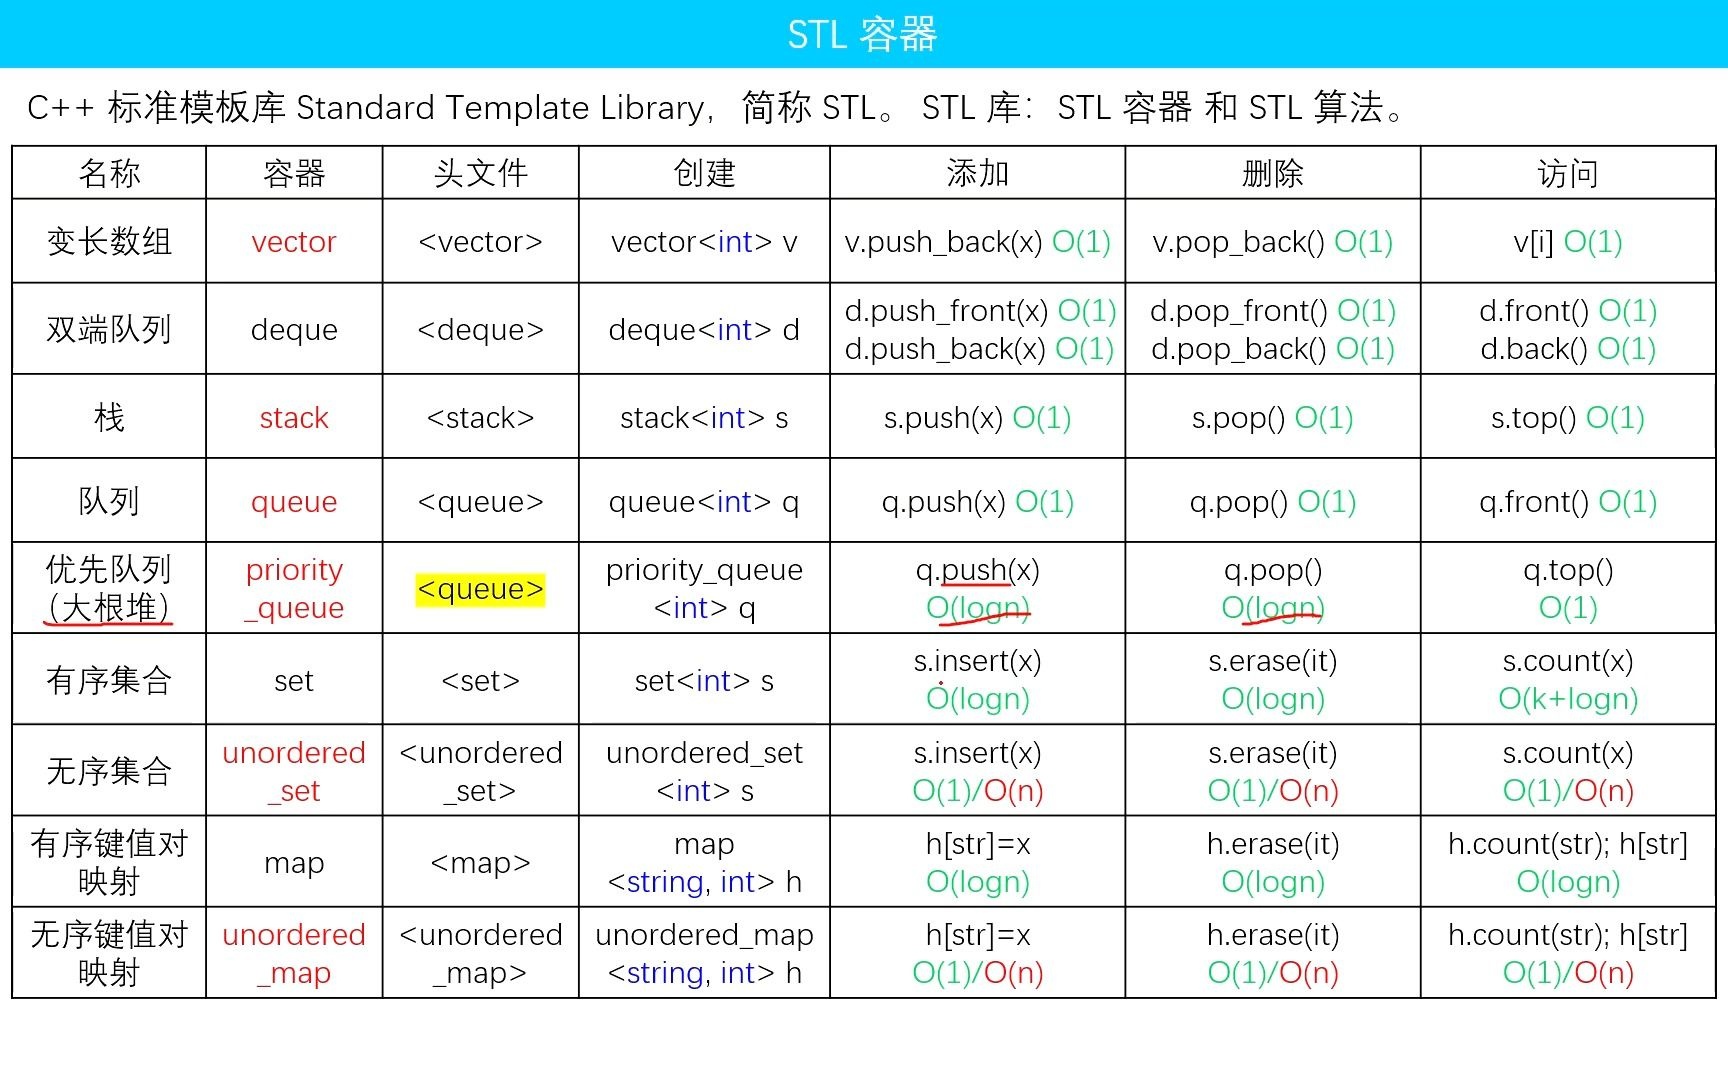 STL 容器
C++ 标准模板库 Standard Template Library，简称 STL。 STL 库：STL 容器 和 STL 算法。
名称 容器 头文件 创建 添加 删除 访问
变长数组 vector <vector> vector<int> v v.push_back(x) O(1) v.pop_back() O(1) v[i] O(1)
双端队列 deque <deque> deque<int> d
d.push_front(x) O(1)
d.push_back(x) O(1)
d.pop_front() O(1)
d.pop_back() O(1)
d.front() O(1)
d.back() O(1)
栈 stack <stack> stack<int> s s.push(x) O(1) s.pop() O(1) s.top() O(1)
队列 queue <queue> queue<int> q q.push(x) O(1) q.pop() O(1) q.front() O(1)
优先队列
（大根堆）
priority
_queue
<queue>
priority_queue
<int> q
q.push(x)
O(logn)
q.pop()
O(logn)
q.top()
O(1)
有序集合 set <set> set<int> s
s.insert(x)
O(logn)
s.erase(it)
O(logn)
s.count(x)
O(k+logn)
无序集合
unordered
_set
<unordered
_set>
unordered_set
<int> s
s.insert(x)
O(1)/O(n)
s.erase(it)
O(1)/O(n)
s.count(x)
O(1)/O(n)
有序键值对
映射
map <map>
map
<string, int> h
h[str]=x
O(logn)
h.erase(it)
O(logn)
h.count(str); h[str]
O(logn)
无序键值对
映射
unordered
_map
<unordered
_map>
unordered_map
<string, int> h
h[str]=x
O(1)/O(n)
h.erase(it)
O(1)/O(n)
h.count(str); h[str]
O(1)/O(n)